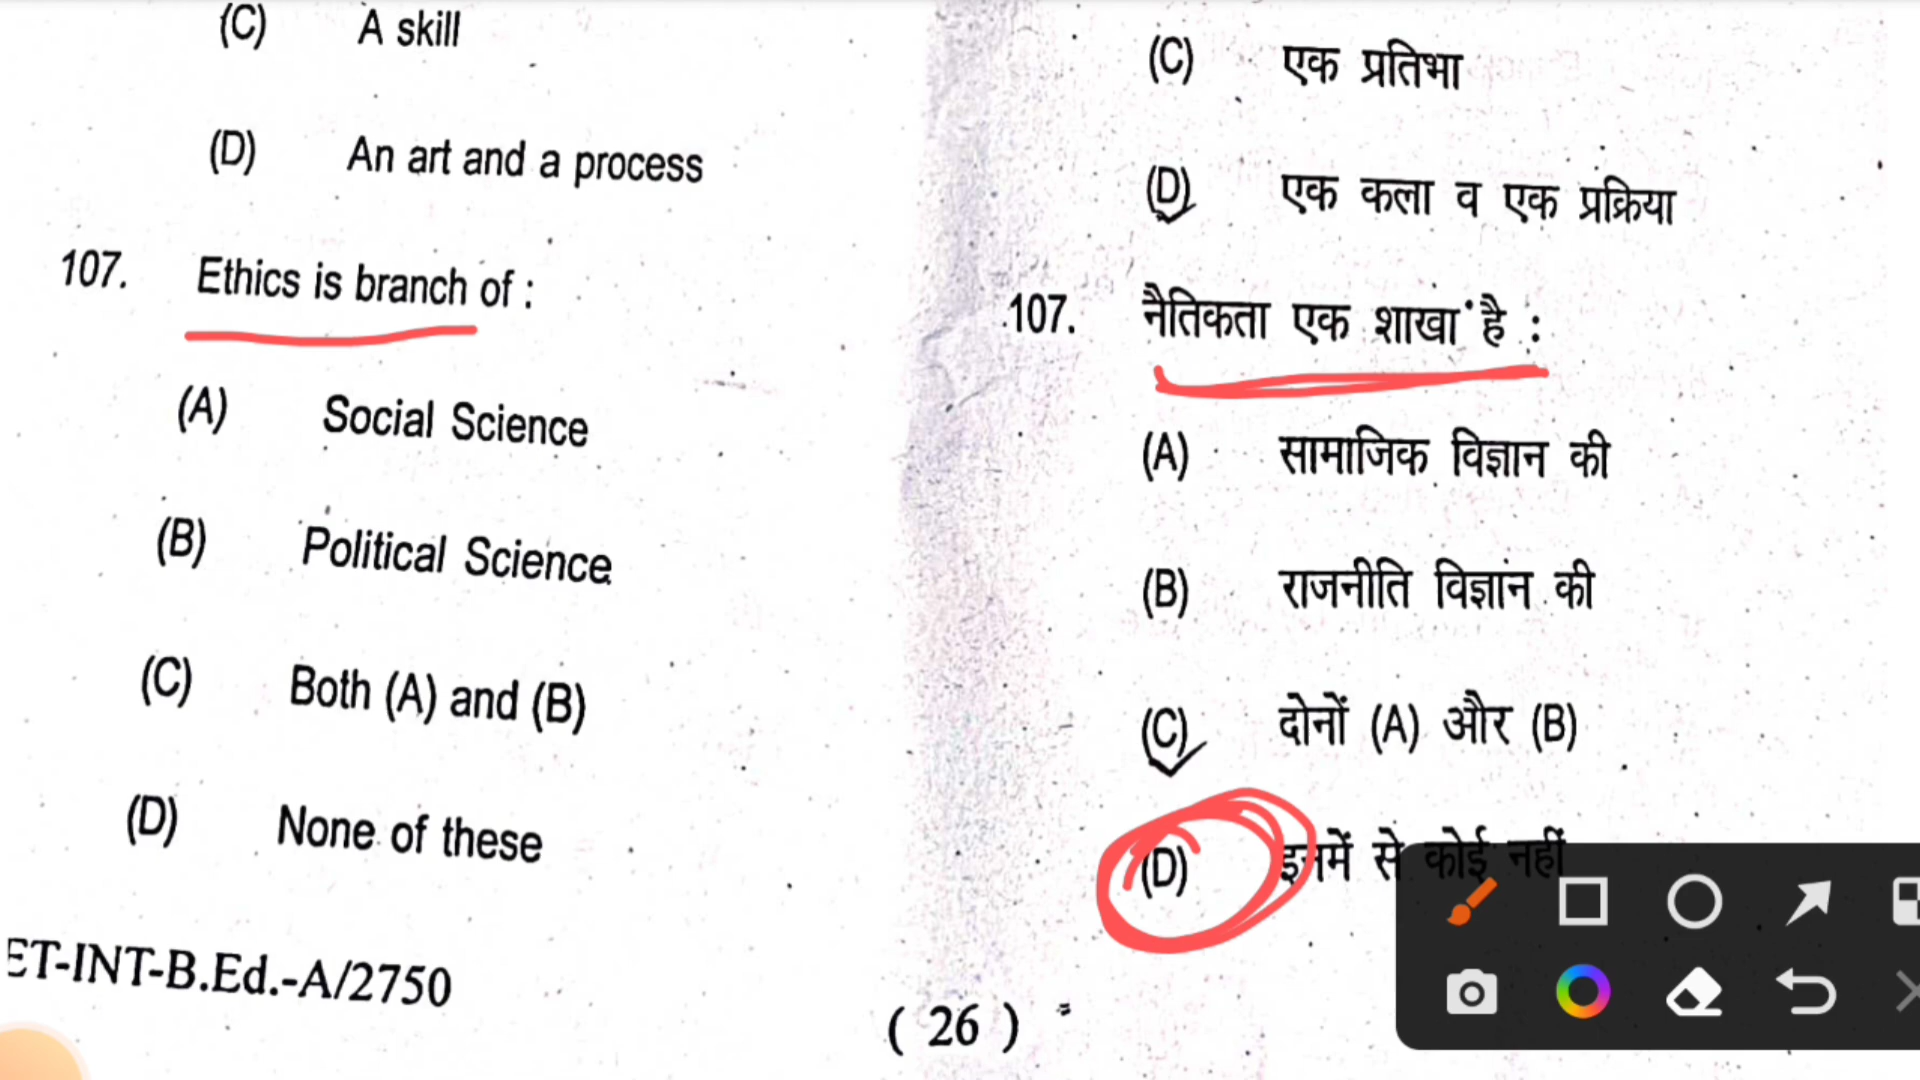 (C) A skill
(D) An art and a process
107. Ethics is branch of :
(A) Social Science
(B) Political Science
(C) Both (A) and (B)
(D) None of these
ET-INT-B.Ed.-A/2750
(C) एक प्रतिभा
(D) एक कला व एक प्रक्रिया
107. नैतिकता एक शाखा है :
(A) सामाजिक विज्ञान की
(B) राजनीति विज्ञान की
(C) दोनों (A) और (B)
(D) इनमें से कोई नहीं
( 26 )